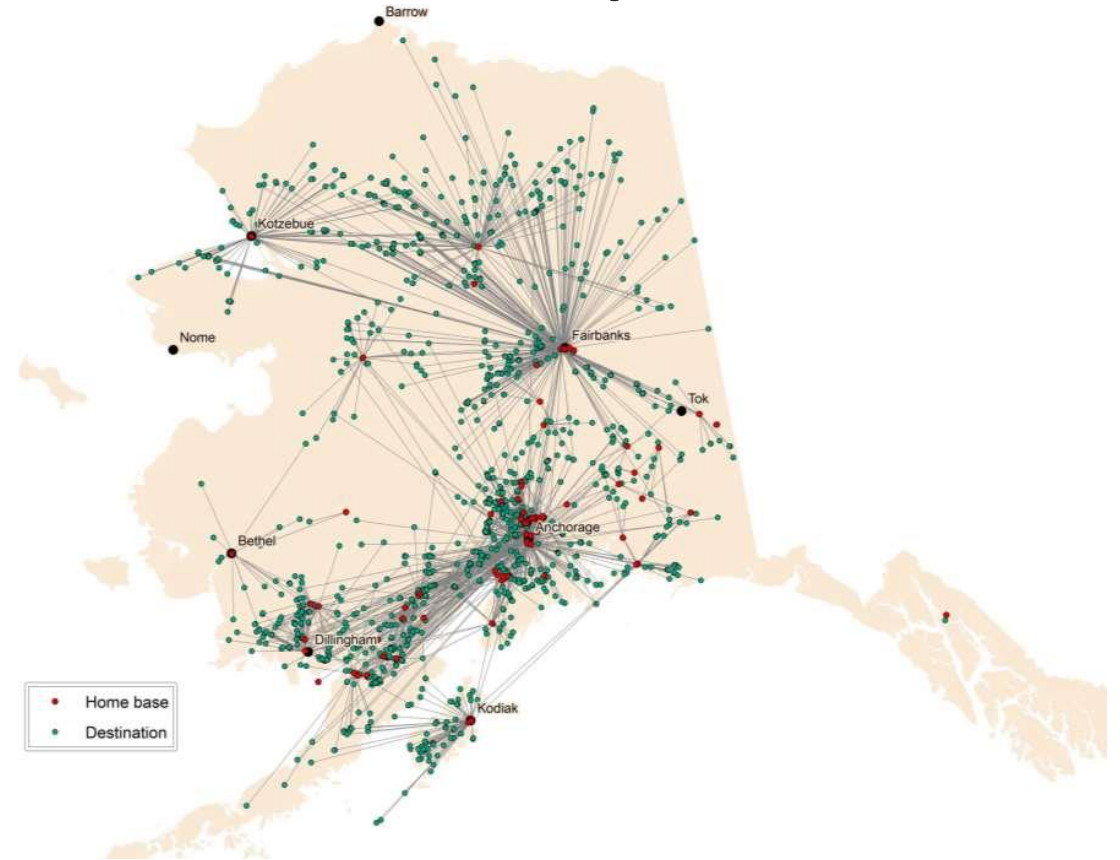 Barrow
Kotzebue
Nome
Fairbanks
Tok
Anchorage
Bethel
Dillingham
Kodiak
Home base
Destination